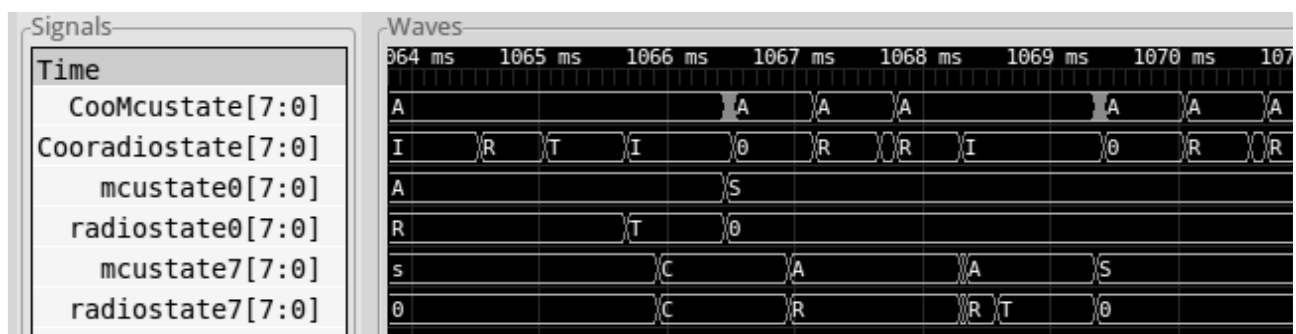 Signals
Waves
064 ms 1065 ms 1066 ms 1067 ms 1068 ms 1069 ms 1070 ms 107
Time
CooMcustate[7:0] A A A A A A A
Cooradiostate[7:0] I R T I 0 R R I 0 R R
mcustate0[7:0] A S
radiostate0[7:0] R T 0
mcustate7[7:0] s C A A S
radiostate7[7:0] 0 C R R T 0